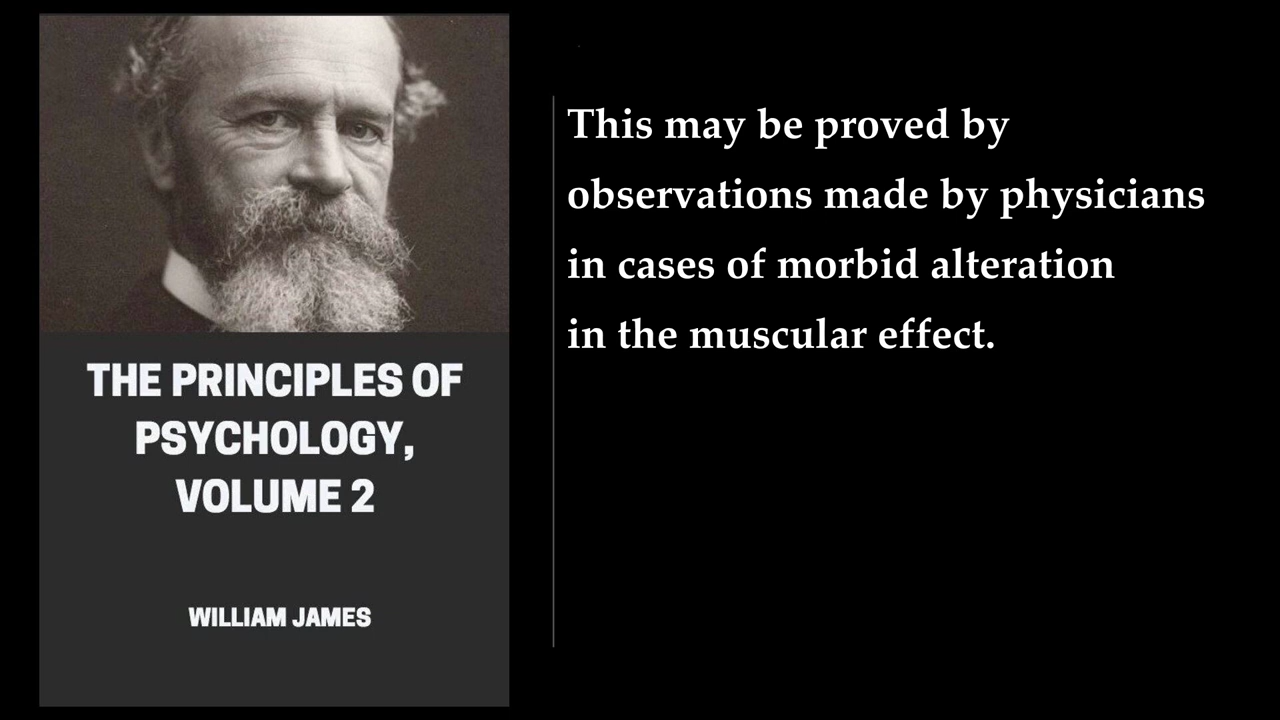 THE PRINCIPLES OF
PSYCHOLOGY,
VOLUME 2
WILLIAM JAMES
This may be proved by
observations made by physicians
in cases of morbid alteration
in the muscular effect.